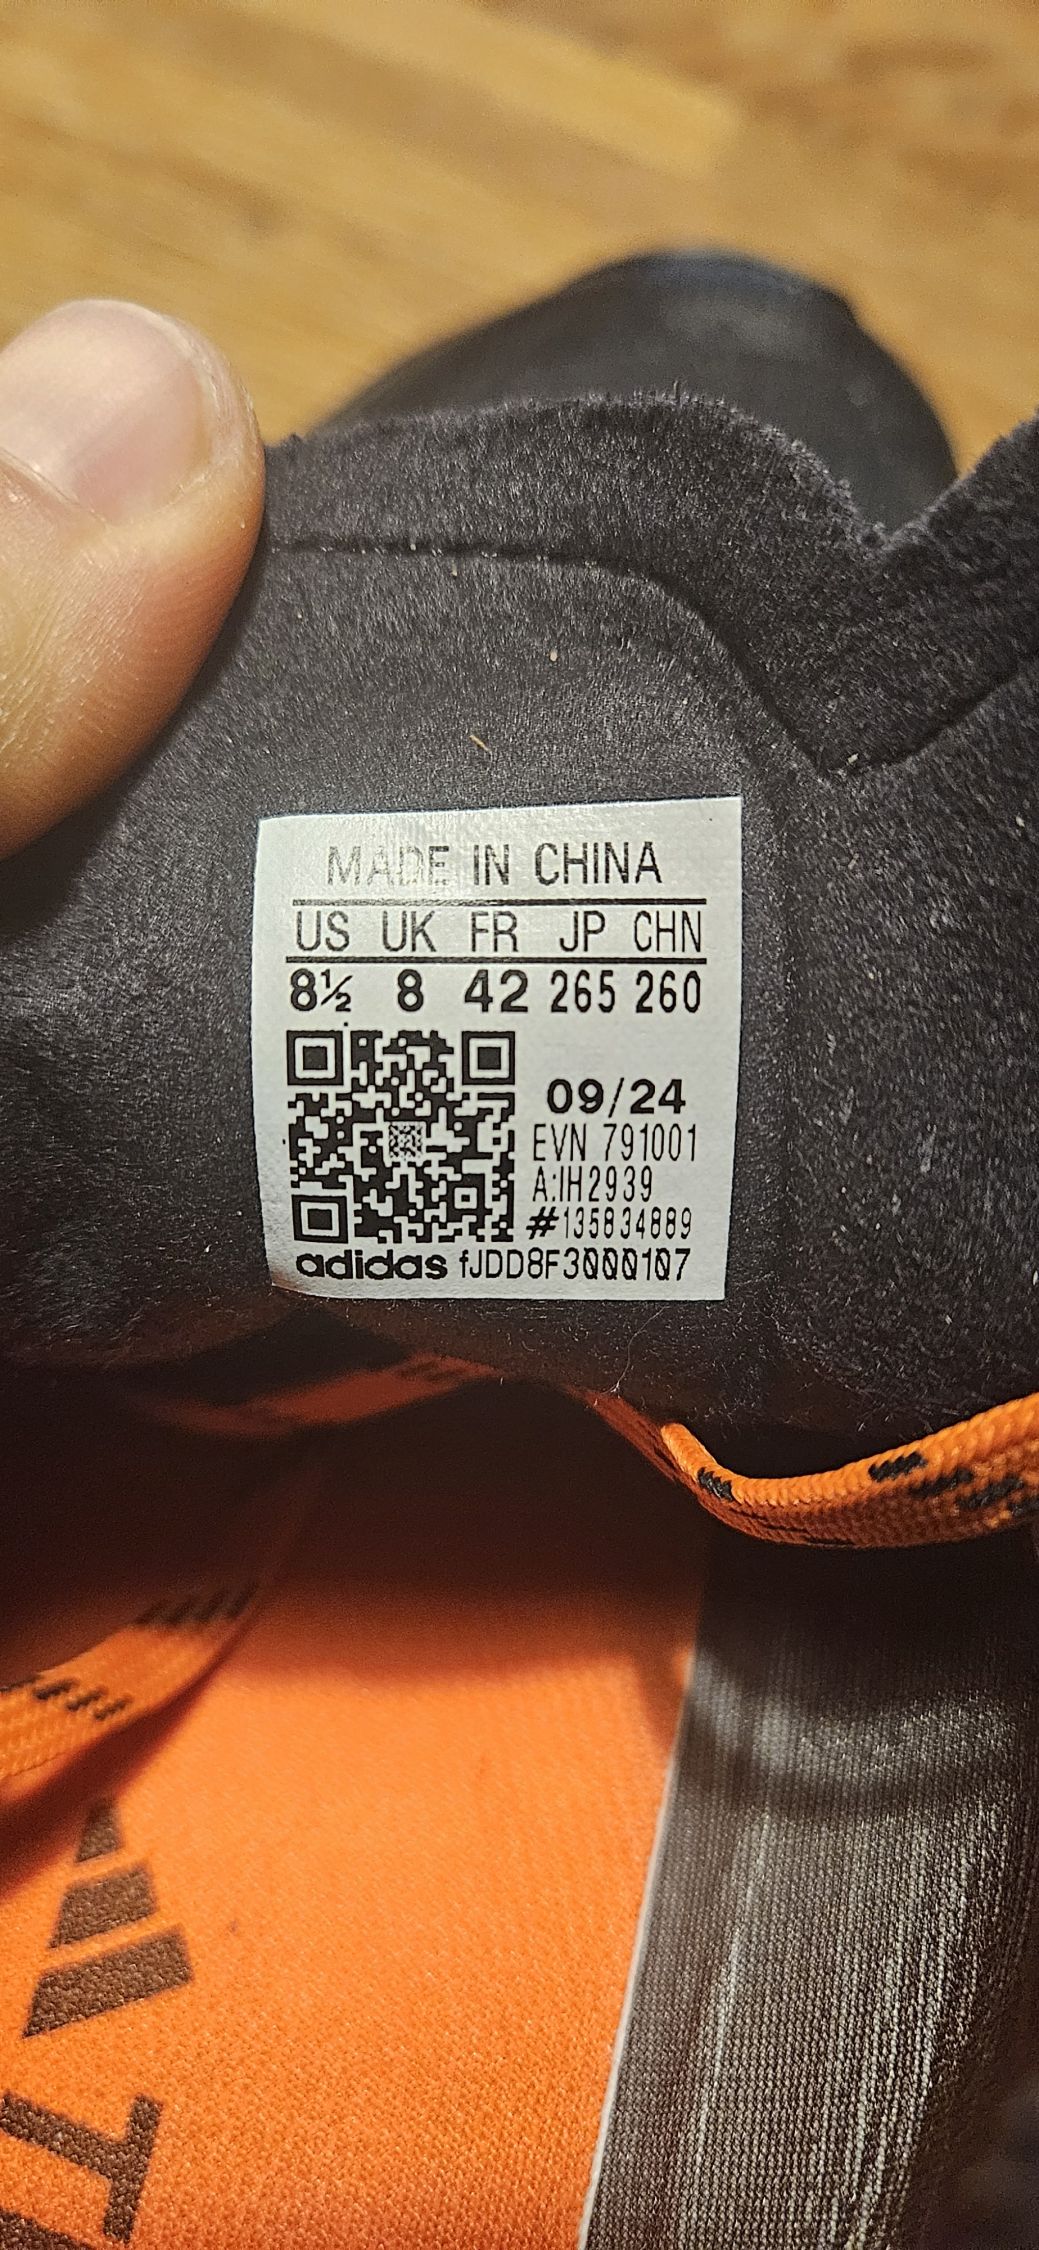 MADE IN CHINA
US UK FR JP CHN
8½ 8 42 265 260
09/24
EVN 791001
A:IH2939
#135834889
adidas fJDD8F3000107